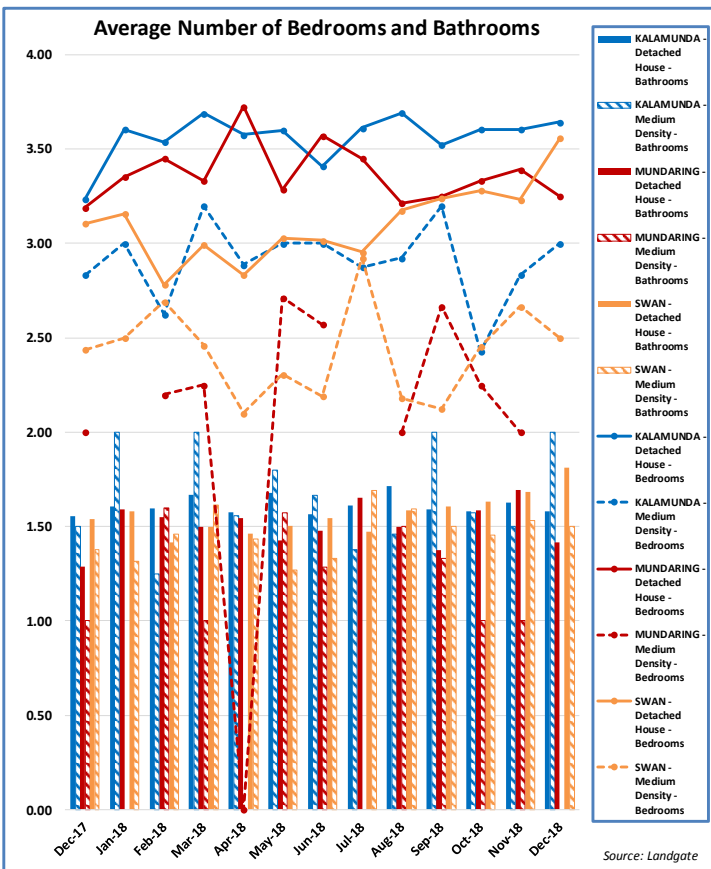 Average Number of Bedrooms and Bathrooms
4.00
3.50
3.00
2.50
2.00
1.50
1.00
0.50
0.00
Dec-17
Jan-18
Feb-18
Mar-18
Apr-18
May-18
Jun-18
Jul-18
Aug-18
Sep-18
Oct-18
Nov-18
Dec-18
KALAMUNDA -
Detached
House -
Bathrooms
KALAMUNDA -
Medium
Density -
Bathrooms
MUNDARING -
Detached
House -
Bathrooms
MUNDARING -
Medium
Density -
Bathrooms
SWAN -
Detached
House -
Bathrooms
SWAN -
Medium
Density -
Bathrooms
KALAMUNDA -
Detached
House -
Bedrooms
KALAMUNDA -
Medium
Density -
Bedrooms
MUNDARING -
Detached
House -
Bedrooms
MUNDARING -
Medium
Density -
Bedrooms
SWAN -
Detached
House -
Bedrooms
SWAN -
Medium
Density -
Bedrooms
Source: Landgate